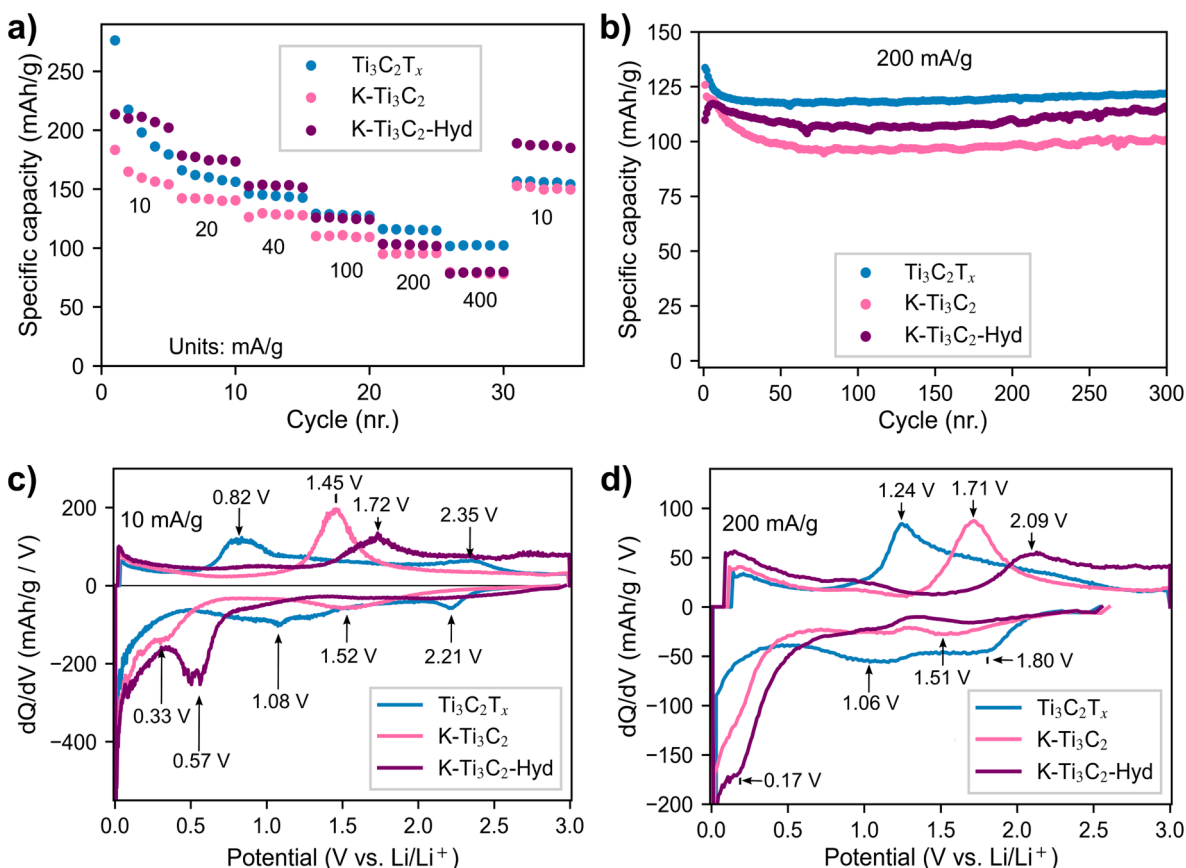 a)
Specific capacity (mAh/g)
250
200
150
100
50
0
Ti₃C₂Tₓ
K-Ti₃C₂
K-Ti₃C₂-Hyd
10
20
40
100
200
400
10
Units: mA/g
0 10 20 30
Cycle (nr.)
b)
Specific capacity (mAh/g)
150
125
100
75
50
25
0
200 mA/g
Ti₃C₂Tₓ
K-Ti₃C₂
K-Ti₃C₂-Hyd
0 50 100 150 200 250 300
Cycle (nr.)
c)
dQ/dV (mAh/g / V)
200
0
−200
−400
10 mA/g
0.82 V
1.45 V
1.72 V
2.35 V
0.33 V
0.57 V
1.08 V
1.52 V
2.21 V
Ti₃C₂Tₓ
K-Ti₃C₂
K-Ti₃C₂-Hyd
0.0 0.5 1.0 1.5 2.0 2.5 3.0
Potential (V vs. Li/Li⁺)
d)
dQ/dV (mAh/g / V)
100
50
0
−50
−100
−150
−200
200 mA/g
1.24 V
1.71 V
2.09 V
1.06 V
1.51 V
1.80 V
0.17 V
Ti₃C₂Tₓ
K-Ti₃C₂
K-Ti₃C₂-Hyd
0.0 0.5 1.0 1.5 2.0 2.5 3.0
Potential (V vs. Li/Li⁺)